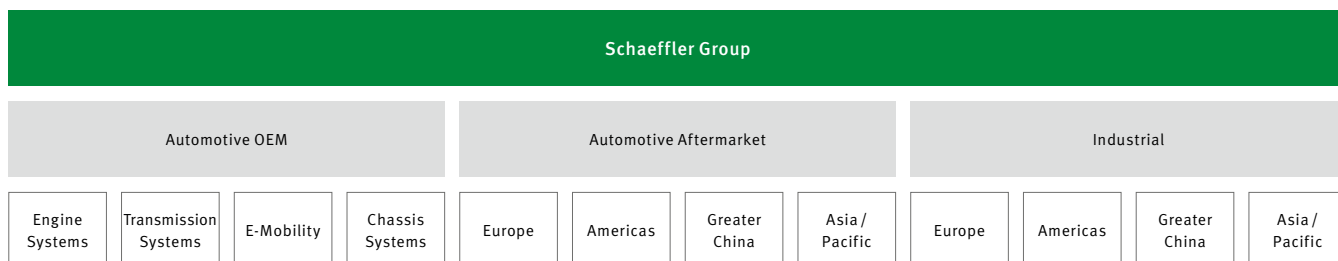 Schaeffler Group
Automotive OEM
Automotive Aftermarket
Industrial
Engine
Systems
Transmission
Systems
E-Mobility
Chassis
Systems
Europe
Americas
Greater
China
Asia /
Pacific
Europe
Americas
Greater
China
Asia /
Pacific